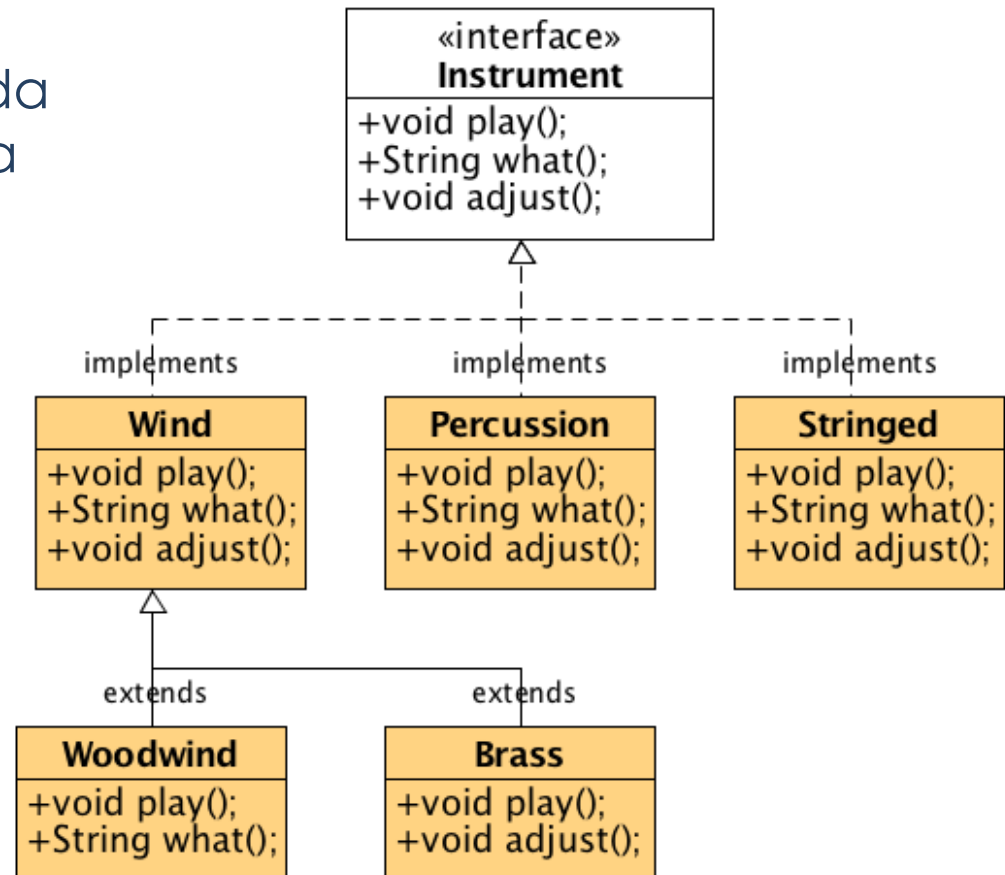 da
a
«interface»
Instrument
+void play();
+String what();
+void adjust();
implements
implements
implements
Wind
+void play();
+String what();
+void adjust();
Percussion
+void play();
+String what();
+void adjust();
Stringed
+void play();
+String what();
+void adjust();
extends
extends
Woodwind
+void play();
+String what();
Brass
+void play();
+void adjust();